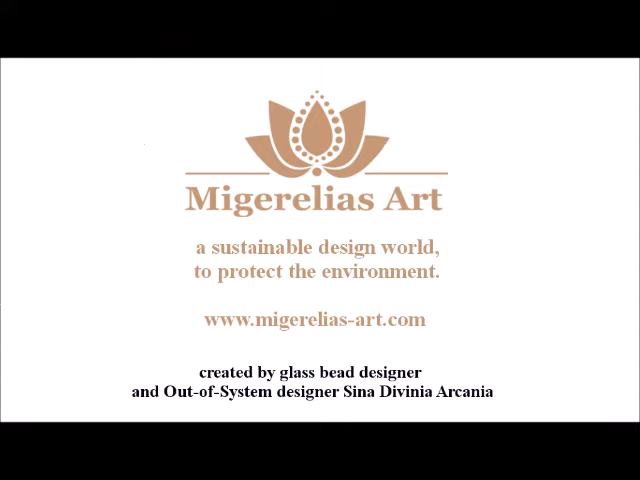 Migerelias Art
a sustainable design world,
to protect the environment.
www.migerelias-art.com
created by glass bead designer
and Out-of-System designer Sina Divinia Arcania